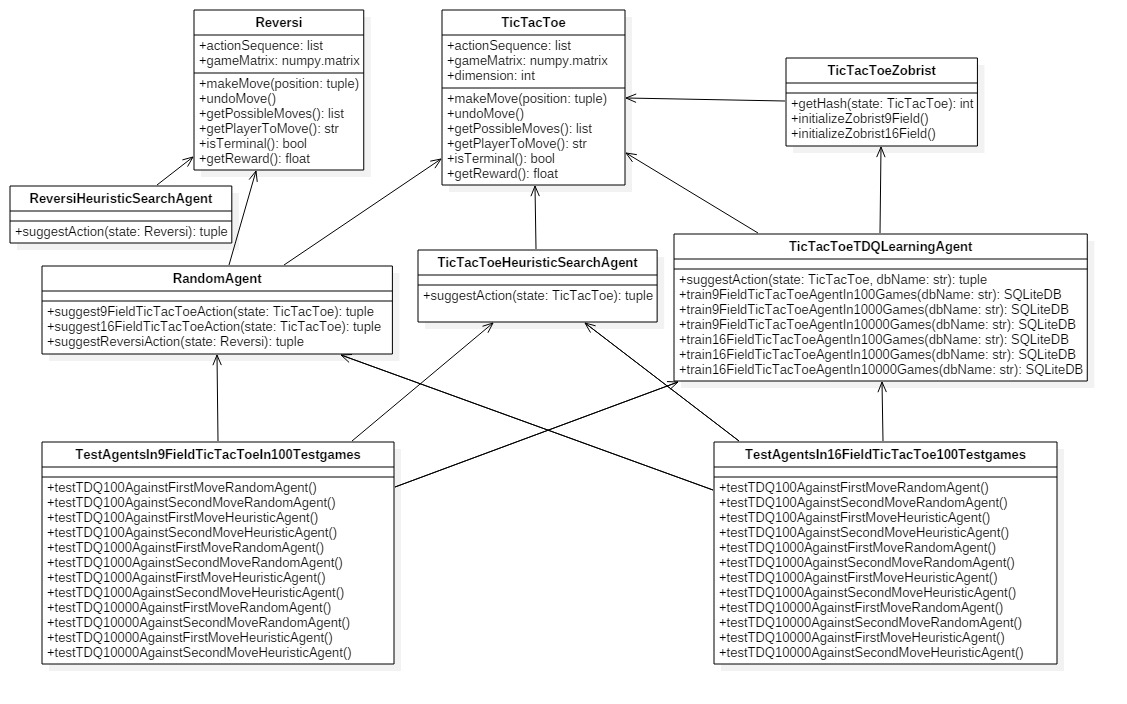 Reversi
+actionSequence: list
+gameMatrix: numpy.matrix
+makeMove(position: tuple)
+undoMove()
+getPossibleMoves(): list
+getPlayerToMove(): str
+isTerminal(): bool
+getReward(): float
TicTacToe
+actionSequence: list
+gameMatrix: numpy.matrix
+dimension: int
+makeMove(position: tuple)
+undoMove()
+getPossibleMoves(): list
+getPlayerToMove(): str
+isTerminal(): bool
+getReward(): float
TicTacToeZobrist
+getHash(state: TicTacToe): int
+initializeZobrist9Field()
+initializeZobrist16Field()
ReversiHeuristicSearchAgent
+suggestAction(state: Reversi): tuple
RandomAgent
+suggest9FieldTicTacToeAction(state: TicTacToe): tuple
+suggest16FieldTicTacToeAction(state: TicTacToe): tuple
+suggestReversiAction(state: Reversi): tuple
TicTacToeHeuristicSearchAgent
+suggestAction(state: TicTacToe): tuple
TicTacToeTDQLearningAgent
+suggestAction(state: TicTacToe, dbName: str): tuple
+train9FieldTicTacToeAgentIn100Games(dbName: str): SQLiteDB
+train9FieldTicTacToeAgentIn1000Games(dbName: str): SQLiteDB
+train9FieldTicTacToeAgentIn10000Games(dbName: str): SQLiteDB
+train16FieldTicTacToeAgentIn100Games(dbName: str): SQLiteDB
+train16FieldTicTacToeAgentIn1000Games(dbName: str): SQLiteDB
+train16FieldTicTacToeAgentIn10000Games(dbName: str): SQLiteDB
TestAgentsIn9FieldTicTacToeIn100Testgames
+testTDQ100AgainstFirstMoveRandomAgent()
+testTDQ100AgainstSecondMoveRandomAgent()
+testTDQ100AgainstFirstMoveHeuristicAgent()
+testTDQ100AgainstSecondMoveHeuristicAgent()
+testTDQ1000AgainstFirstMoveRandomAgent()
+testTDQ1000AgainstSecondMoveRandomAgent()
+testTDQ1000AgainstFirstMoveHeuristicAgent()
+testTDQ1000AgainstSecondMoveHeuristicAgent()
+testTDQ10000AgainstFirstMoveRandomAgent()
+testTDQ10000AgainstSecondMoveRandomAgent()
+testTDQ10000AgainstFirstMoveHeuristicAgent()
+testTDQ10000AgainstSecondMoveHeuristicAgent()
TestAgentsIn16FieldTicTacToe100Testgames
+testTDQ100AgainstFirstMoveRandomAgent()
+testTDQ100AgainstSecondMoveRandomAgent()
+testTDQ100AgainstFirstMoveHeuristicAgent()
+testTDQ100AgainstSecondMoveHeuristicAgent()
+testTDQ1000AgainstFirstMoveRandomAgent()
+testTDQ1000AgainstSecondMoveRandomAgent()
+testTDQ1000AgainstFirstMoveHeuristicAgent()
+testTDQ1000AgainstSecondMoveHeuristicAgent()
+testTDQ10000AgainstFirstMoveRandomAgent()
+testTDQ10000AgainstSecondMoveRandomAgent()
+testTDQ10000AgainstFirstMoveHeuristicAgent()
+testTDQ10000AgainstSecondMoveHeuristicAgent()